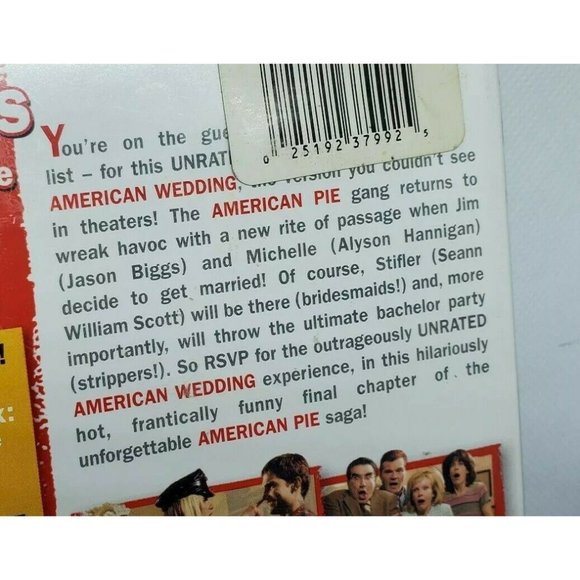 S
e
0 25192 37992 5
You're on the gue
list – for this UNRAT
AMERICAN WEDDING, the version you couldn't see
in theaters! The AMERICAN PIE gang returns to
wreak havoc with a new rite of passage when Jim
(Jason Biggs) and Michelle (Alyson Hannigan)
decide to get married! Of course, Stifler (Seann
William Scott) will be there (bridesmaids!) and, more
importantly, will throw the ultimate bachelor party
(strippers!). So RSVP for the outrageously UNRATED
AMERICAN WEDDING experience, in this hilariously
hot, frantically funny final chapter of the
unforgettable AMERICAN PIE saga!
!
x:
e